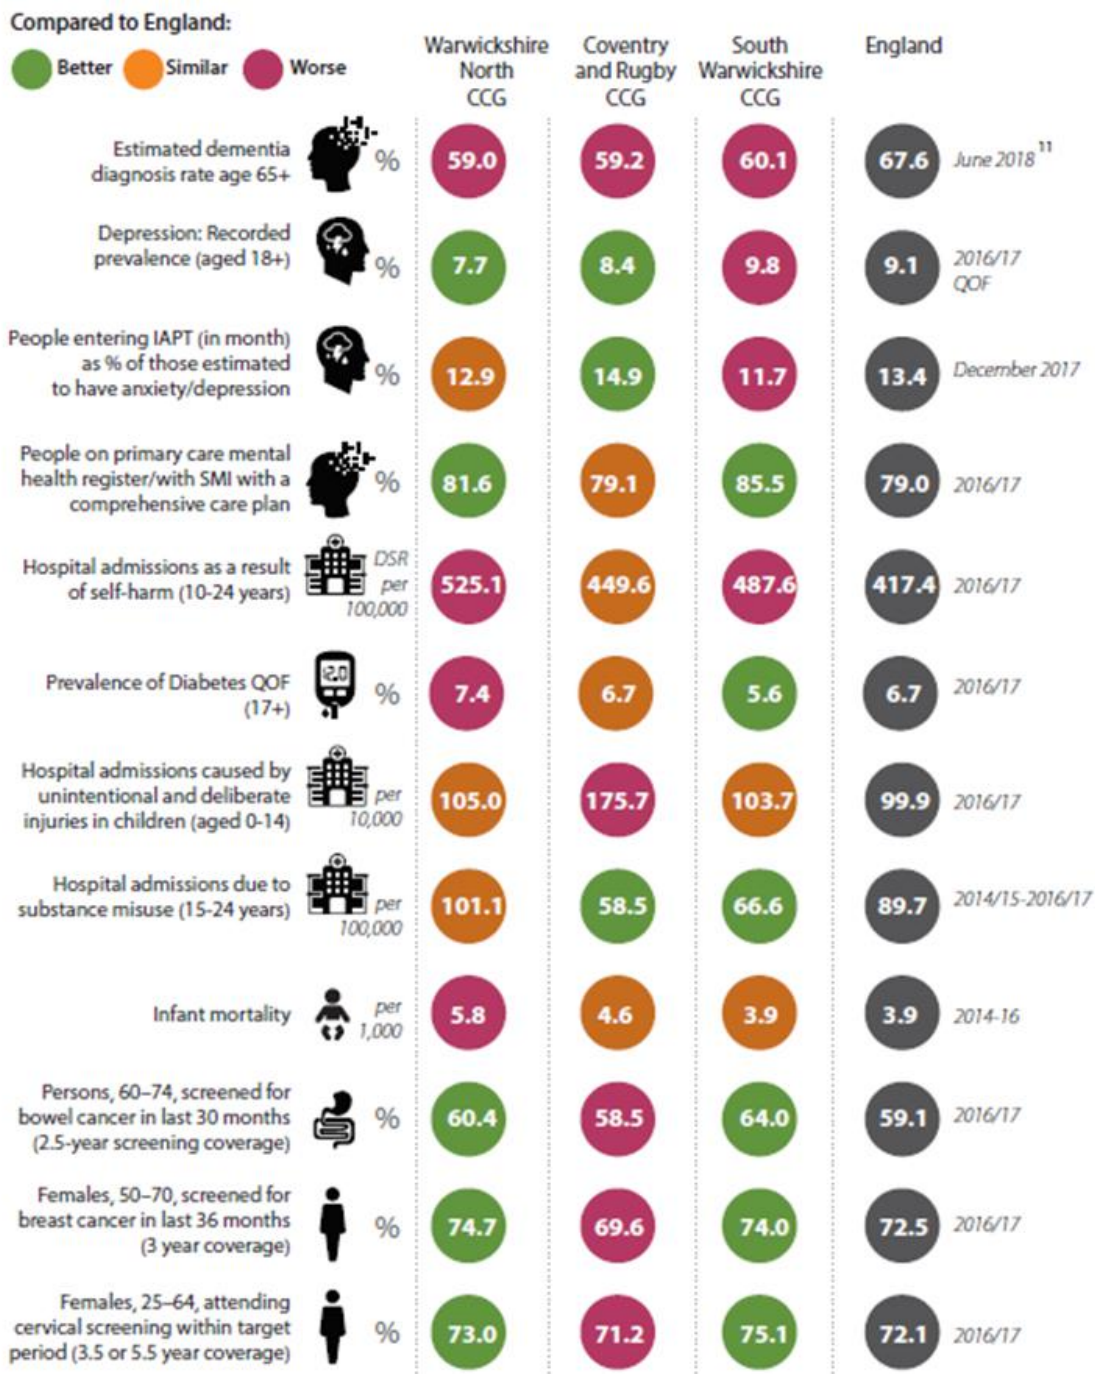 Compared to England:
Better Similar Worse
Warwickshire North CCG
Coventry and Rugby CCG
South Warwickshire CCG
England
Estimated dementia
diagnosis rate age 65+
% 59.0 59.2 60.1 67.6 June 2018 11
Depression: Recorded
prevalence (aged 18+)
% 7.7 8.4 9.8 9.1 2016/17
QOF
People entering IAPT (in month)
as % of those estimated
to have anxiety/depression
% 12.9 14.9 11.7 13.4 December 2017
People on primary care mental
health register/with SMI with a
comprehensive care plan
% 81.6 79.1 85.5 79.0 2016/17
Hospital admissions as a result
of self-harm (10-24 years)
DSR
per
100,000
525.1 449.6 487.6 417.4 2016/17
Prevalence of Diabetes QOF
(17+)
12.0
% 7.4 6.7 5.6 6.7 2016/17
Hospital admissions caused by
unintentional and deliberate
injuries in children (aged 0-14)
per
10,000
105.0 175.7 103.7 99.9 2016/17
Hospital admissions due to
substance misuse (15-24 years)
per
100,000
101.1 58.5 66.6 89.7 2014/15-2016/17
Infant mortality
per
1,000
5.8 4.6 3.9 3.9 2014-16
Persons, 60–74, screened for
bowel cancer in last 30 months
(2.5-year screening coverage)
% 60.4 58.5 64.0 59.1 2016/17
Females, 50–70, screened for
breast cancer in last 36 months
(3 year coverage)
% 74.7 69.6 74.0 72.5 2016/17
Females, 25–64, attending
cervical screening within target
period (3.5 or 5.5 year coverage)
% 73.0 71.2 75.1 72.1 2016/17